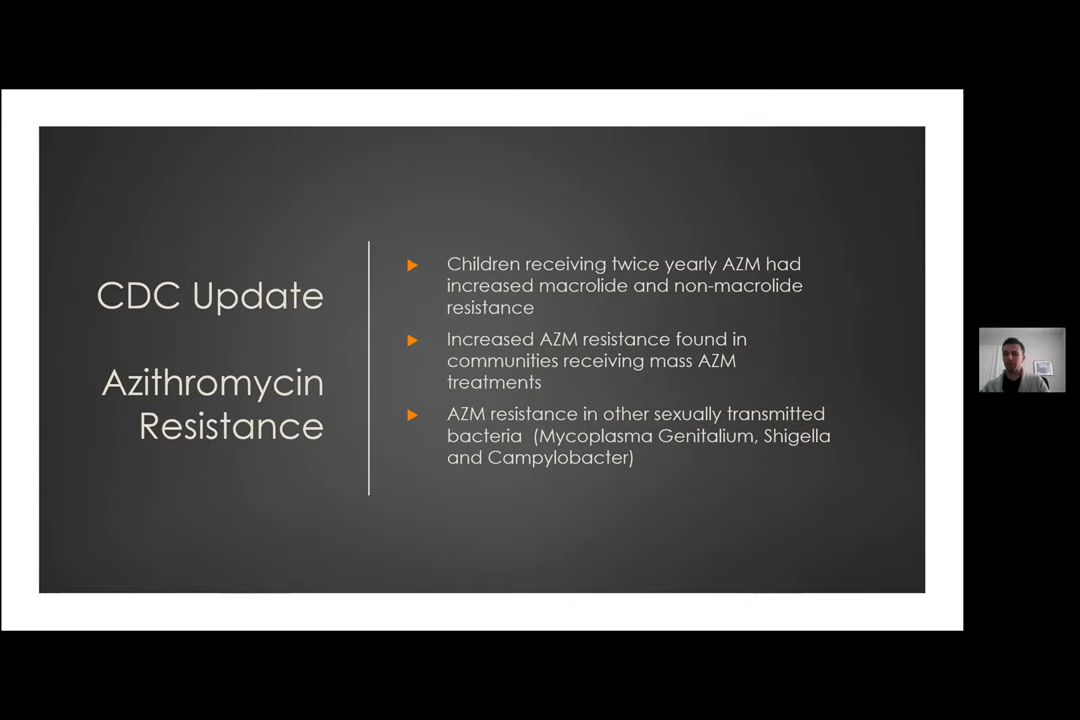 CDC Update
Azithromycin
Resistance
Children receiving twice yearly AZM had
increased macrolide and non-macrolide
resistance
Increased AZM resistance found in
communities receiving mass AZM
treatments
AZM resistance in other sexually transmitted
bacteria (Mycoplasma Genitalium, Shigella
and Campylobacter)